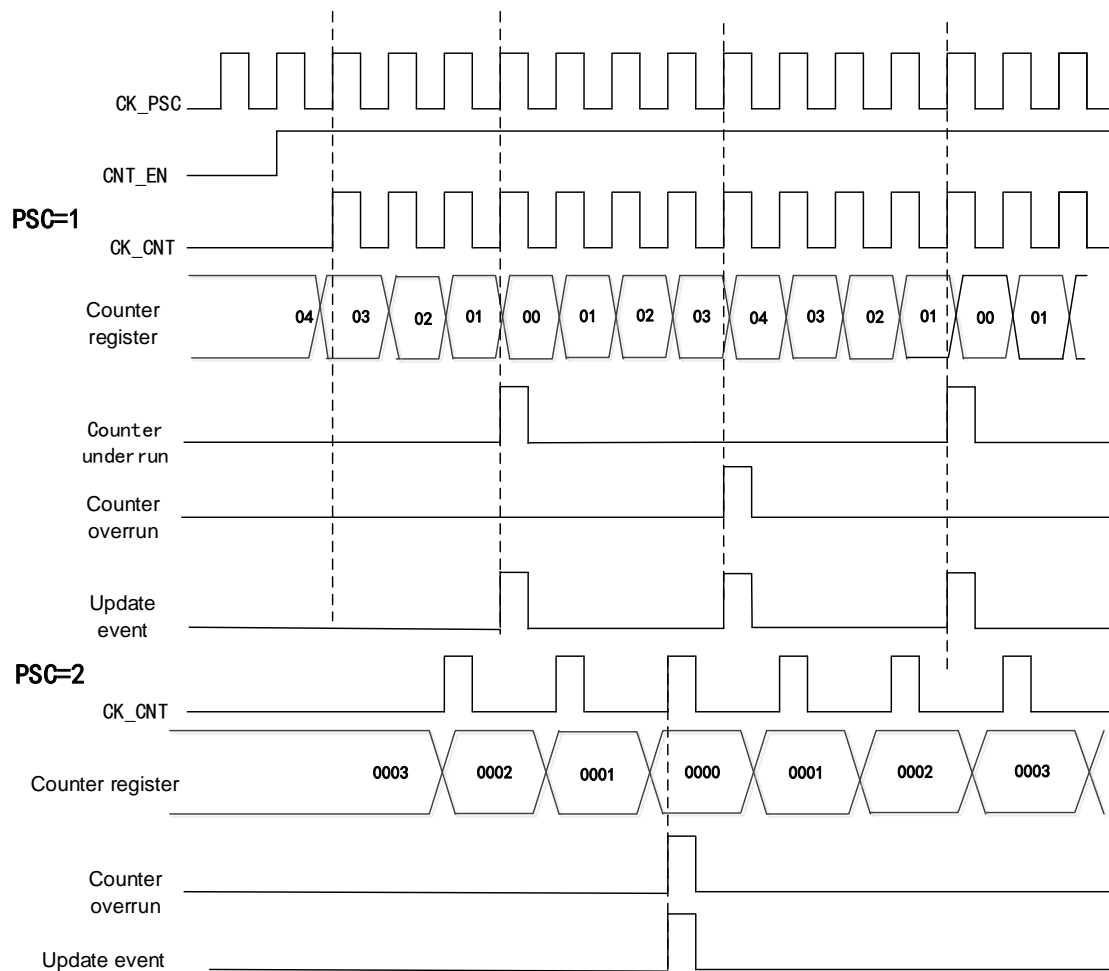 CK_PSC
CNT_EN
PSC=1
CK_CNT
Counter
register
04 03 02 01 00 01 02 03 04 03 02 01 00 01
Counter
underrun
Counter
overrun
Update
event
PSC=2
CK_CNT
Counter register
0003 0002 0001 0000 0001 0002 0003
Counter
overrun
Update event